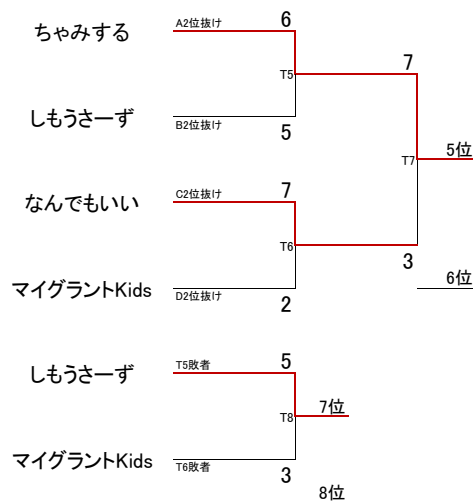 ちゃみする
A2位抜け
6
T5
7
しもうさーず
B2位抜け
5
T7
5位
なんでもいい
C2位抜け
7
T6
3
6位
マイグラントKids
D2位抜け
2
しもうさーず
T5敗者
5
T8
7位
マイグラントKids
T6敗者
3
8位